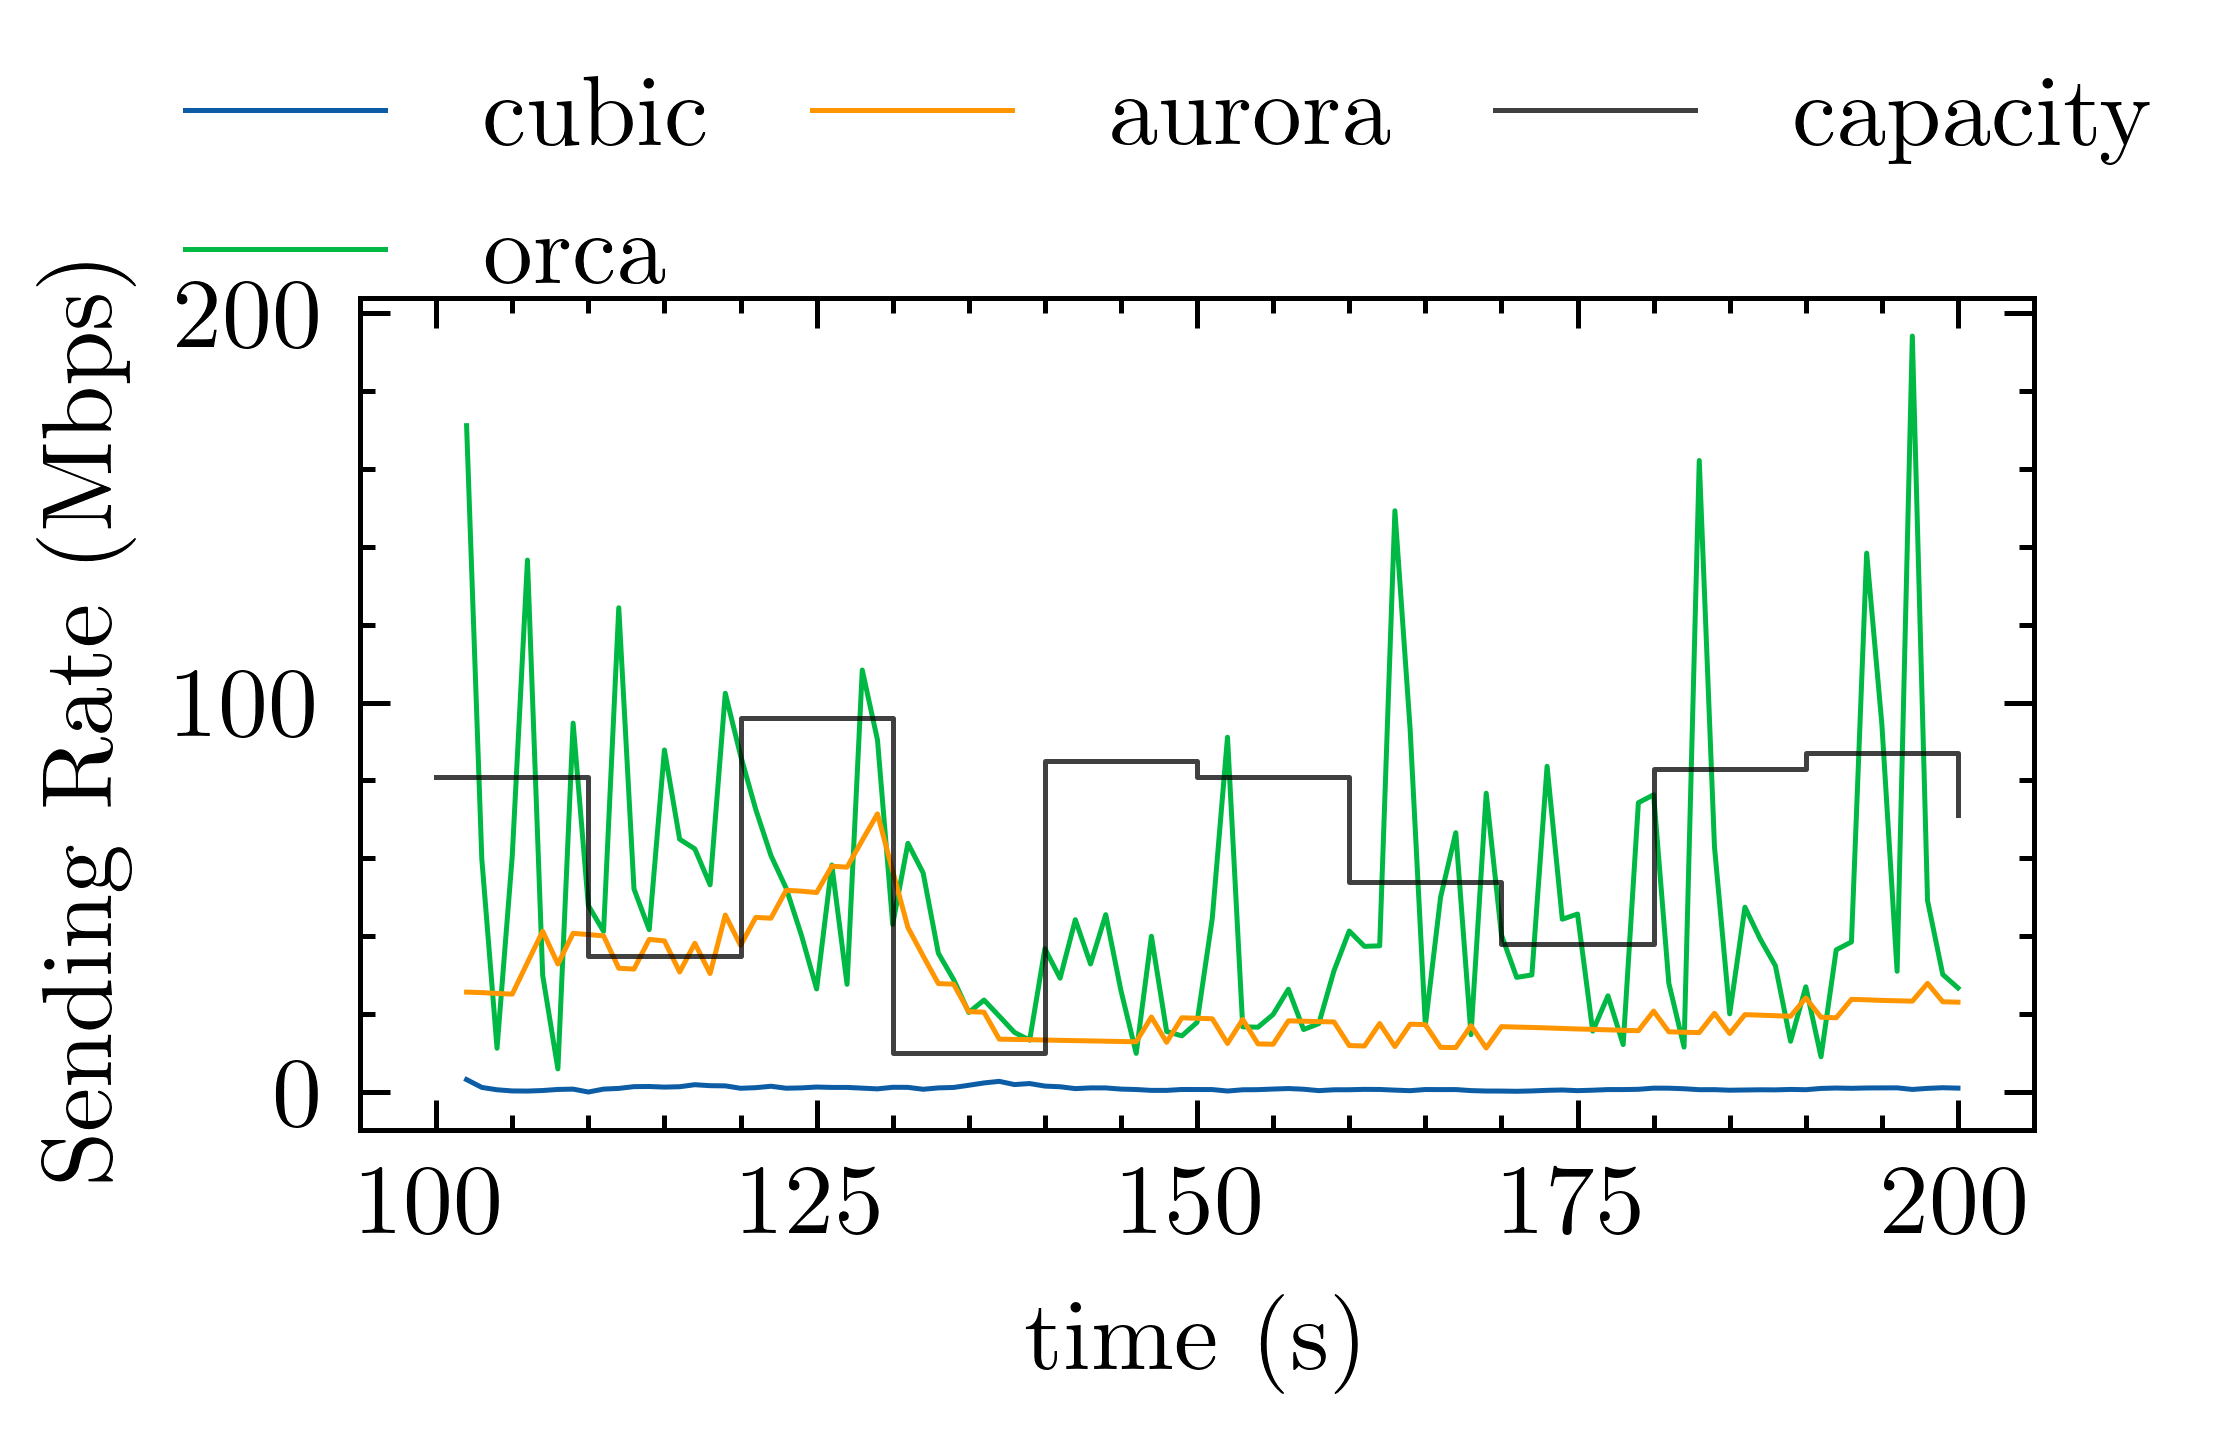 cubic aurora capacity
orca
Sending Rate (Mbps)
200
100
0
100 125 150 175 200
time (s)